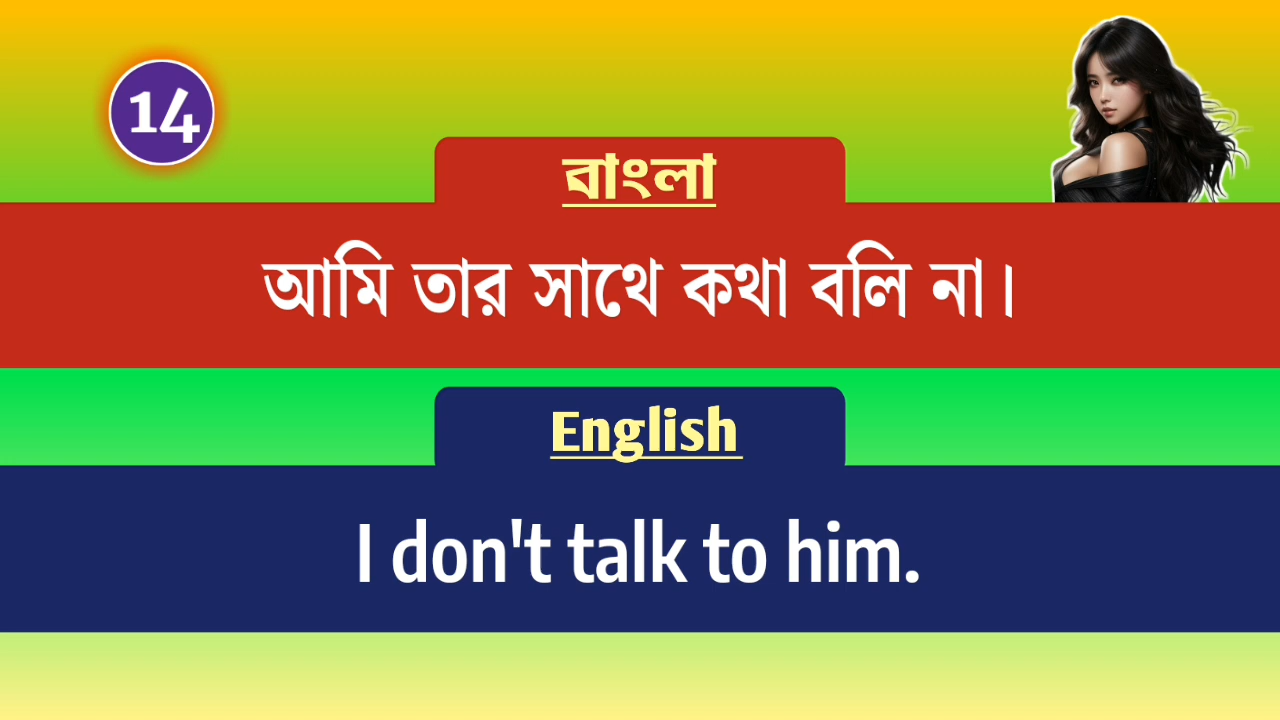 14
বাংলা
আমি তার সাথে কথা বলি না।
English
I don't talk to him.